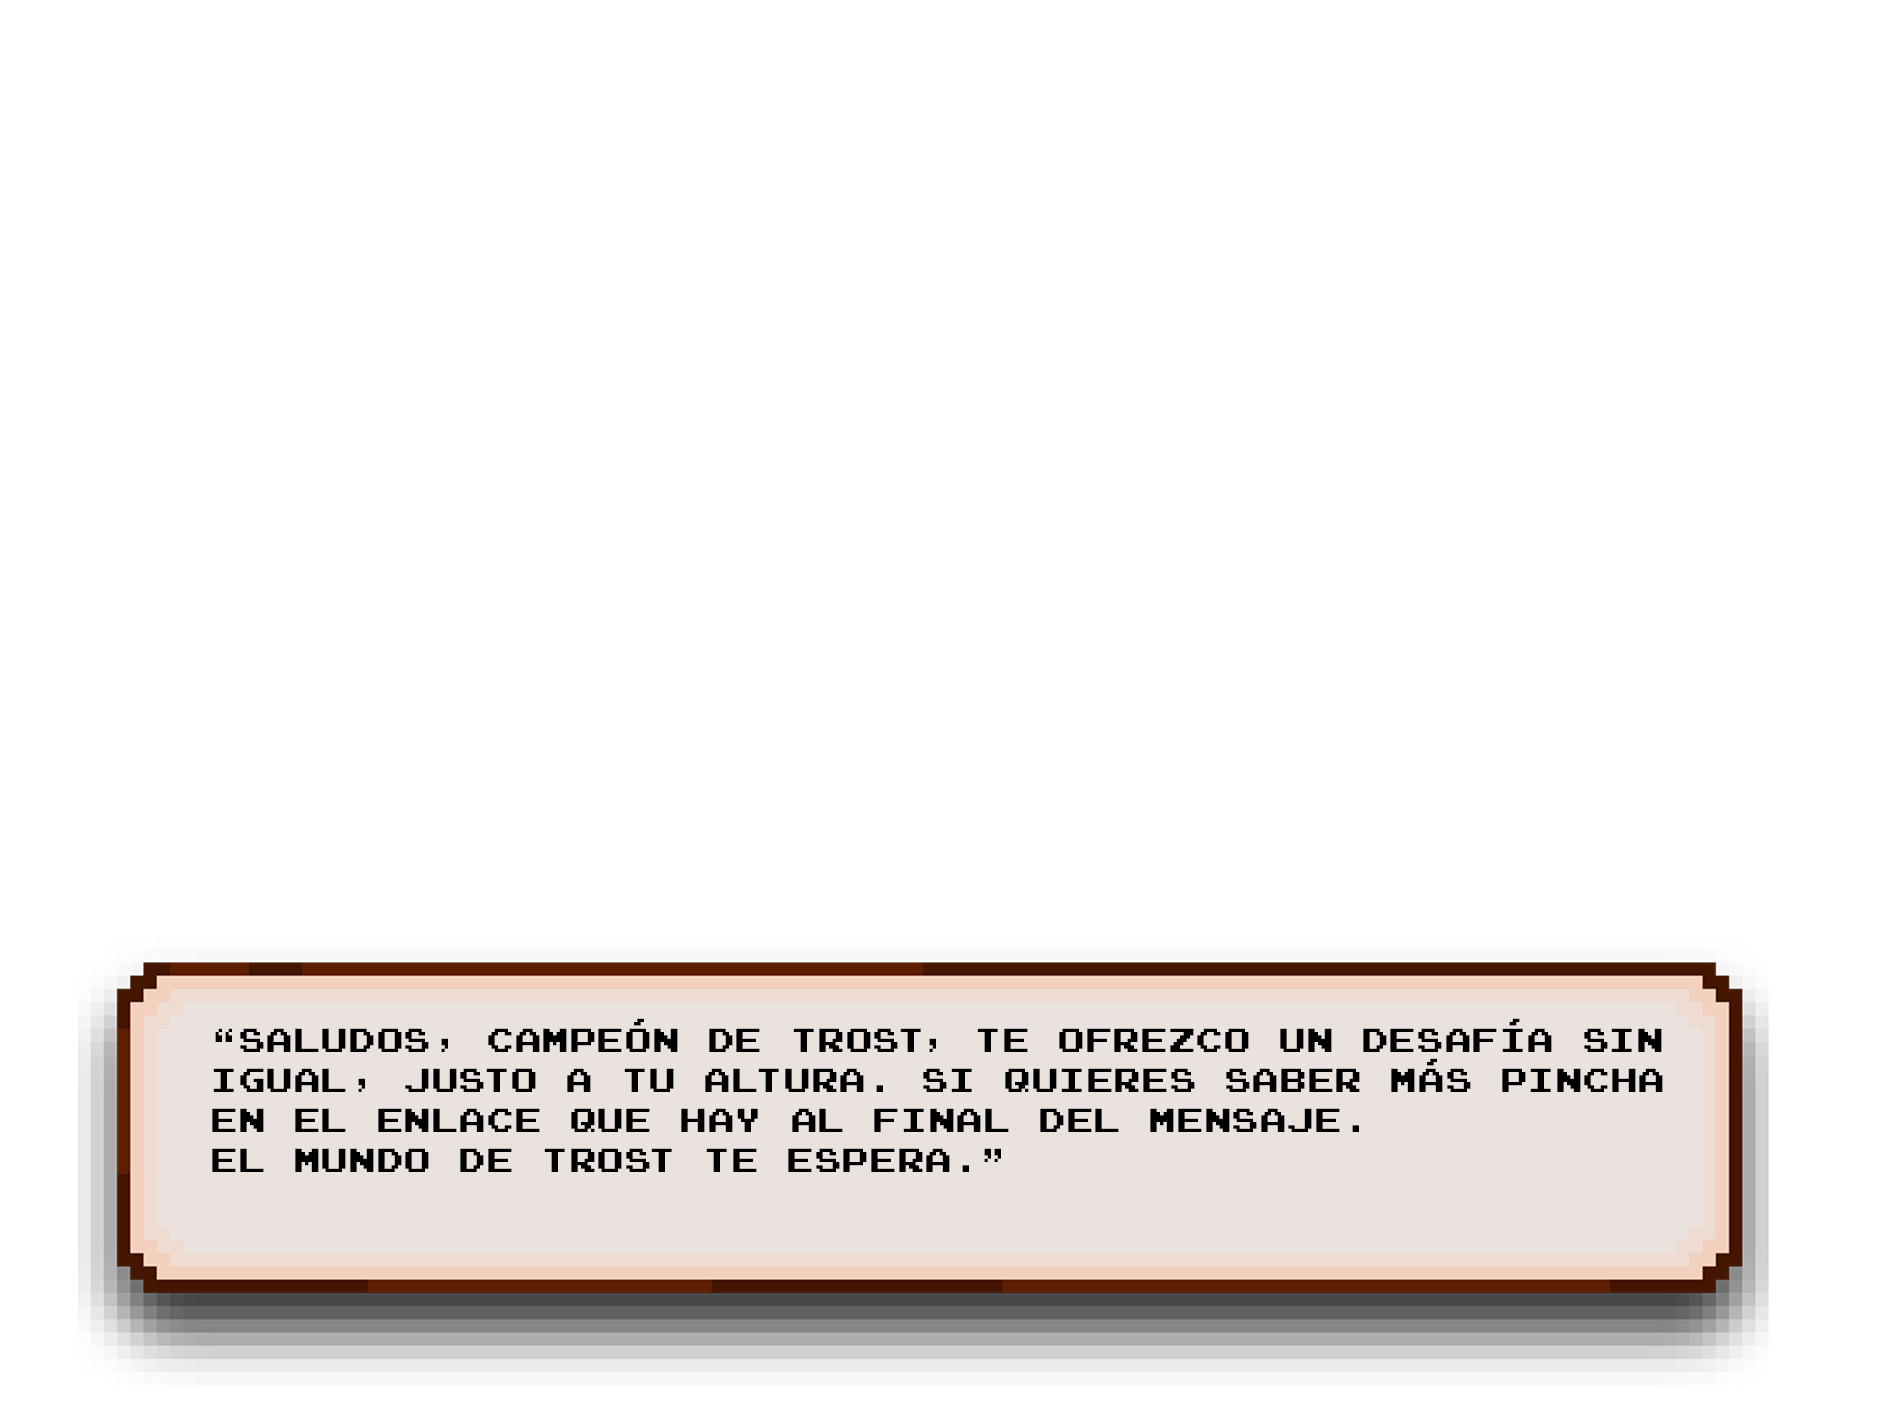 “SALUDOS, CAMPEÓN DE TROST, TE OFREZCO UN DESAFÍA SIN
IGUAL, JUSTO A TU ALTURA. SI QUIERES SABER MÁS PINCHA
EN EL ENLACE QUE HAY AL FINAL DEL MENSAJE.
EL MUNDO DE TROST TE ESPERA.”